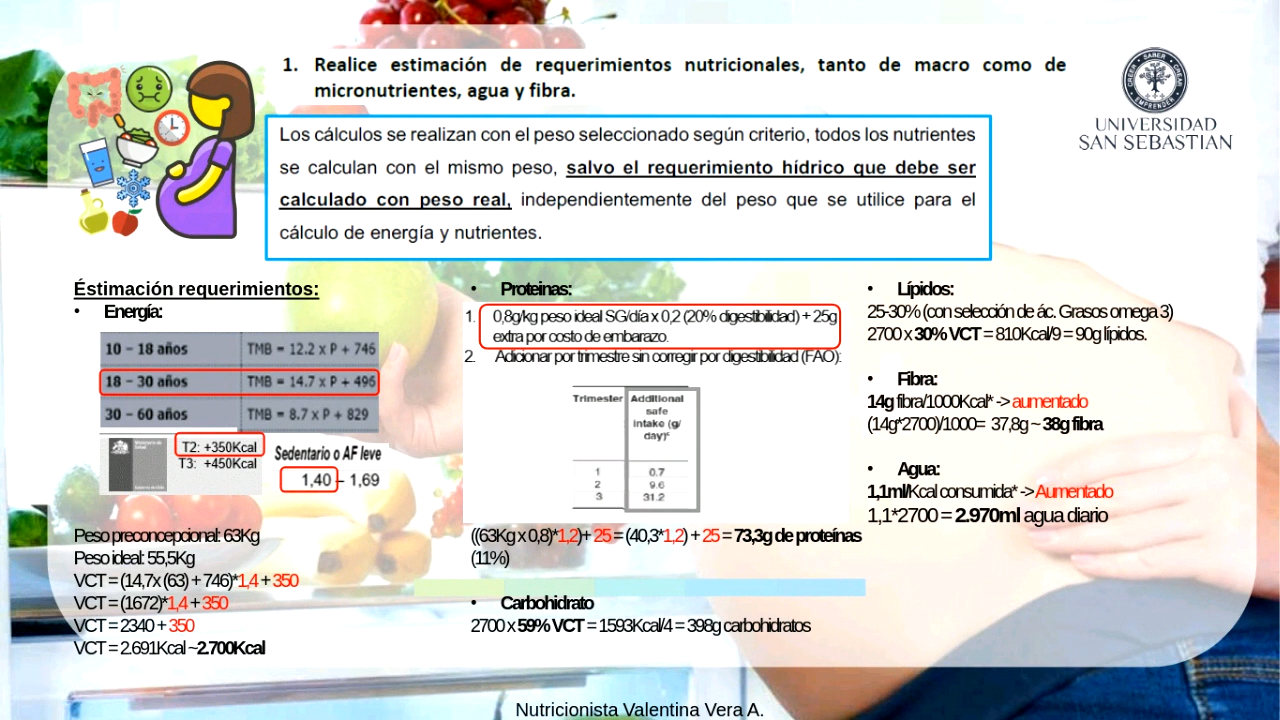 1. Realice estimación de requerimientos nutricionales, tanto de macro como de
micronutrientes, agua y fibra.
CREER SABER CREAR
EMPRENDER
UNIVERSIDAD
SAN SEBASTIAN
Los cálculos se realizan con el peso seleccionado según criterio, todos los nutrientes
se calculan con el mismo peso, salvo el requerimiento hídrico que debe ser
calculado con peso real, independientemente del peso que se utilice para el
cálculo de energía y nutrientes.
Éstimación requerimientos:
• Energía:
10 – 18 años TMB = 12.2 x P + 746
18 – 30 años TMB = 14.7 x P + 496
30 – 60 años TMB = 8.7 x P + 829
T2: +350Kcal
T3: +450Kcal
Sedentario o AF leve
1,40 – 1,69
Peso preconcepcional: 63Kg
Peso ideal: 55,5Kg
VCT = (14,7x (63) + 746)*1,4 + 350
VCT = (1672)*1,4 + 350
VCT = 2340 + 350
VCT = 2.691Kcal ~2.700Kcal
• Proteinas:
1. 0,8g/kg peso ideal SG/día x 0,2 (20% digestibilidad) + 25g
extra por costo de embarazo.
2. Adicionar por trimestre sin corregir por digestibilidad (FAO):
Trimester Additional
safe
intake (g/
day)ᶜ
1 0.7
2 9.6
3 31.2
((63Kg x 0,8)*1,2)+ 25 = (40,3*1,2) + 25 = 73,3g de proteínas
(11%)
• Carbohidrato
2700 x 59% VCT = 1593Kcal/4 = 398g carbohidratos
• Lípidos:
25-30% (con selección de ác. Grasos omega 3)
2700 x 30% VCT = 810Kcal/9 = 90g lípidos.
• Fibra:
14g fibra/1000Kcal* -> aumentado
(14g*2700)/1000= 37,8g ~ 38g fibra
• Agua:
1,1ml/Kcal consumida* -> Aumentado
1,1*2700 = 2.970ml agua diario
Nutricionista Valentina Vera A.